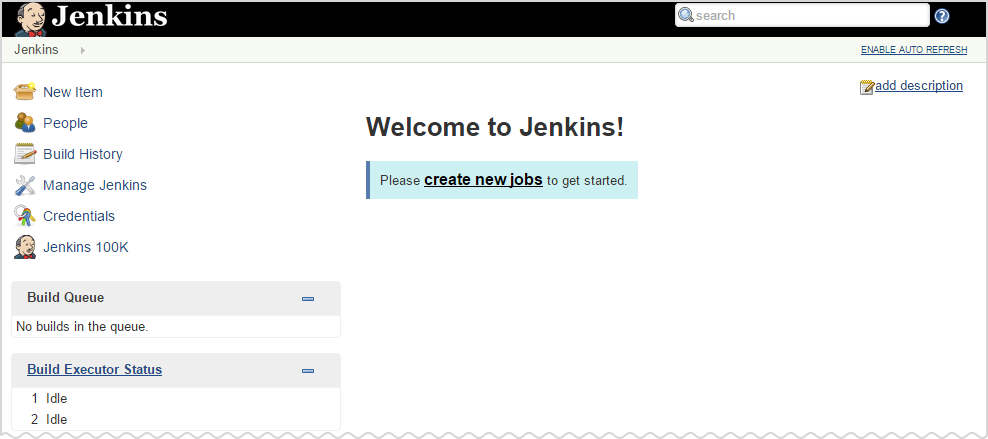 Jenkins
search
Jenkins
ENABLE AUTO REFRESH
New Item
People
Build History
Manage Jenkins
Credentials
Jenkins 100K
add description
Welcome to Jenkins!
Please create new jobs to get started.
Build Queue
No builds in the queue.
Build Executor Status
1 Idle
2 Idle